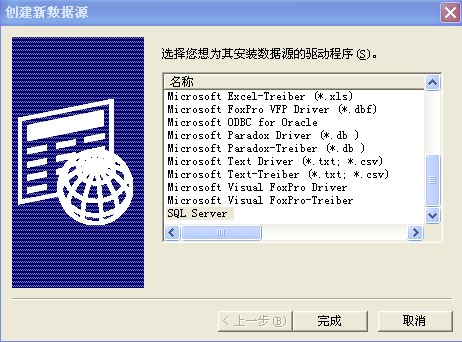 创建新数据源
选择您想为其安装数据源的驱动程序(S)。
名称
Microsoft Excel-Treiber (*.xls)
Microsoft FoxPro VFP Driver (*.dbf)
Microsoft ODBC for Oracle
Microsoft Paradox Driver (*.db )
Microsoft Paradox-Treiber (*.db )
Microsoft Text Driver (*.txt; *.csv)
Microsoft Text-Treiber (*.txt; *.csv)
Microsoft Visual FoxPro Driver
Microsoft Visual FoxPro-Treiber
SQL Server
< 上一步(B) 完成 取消